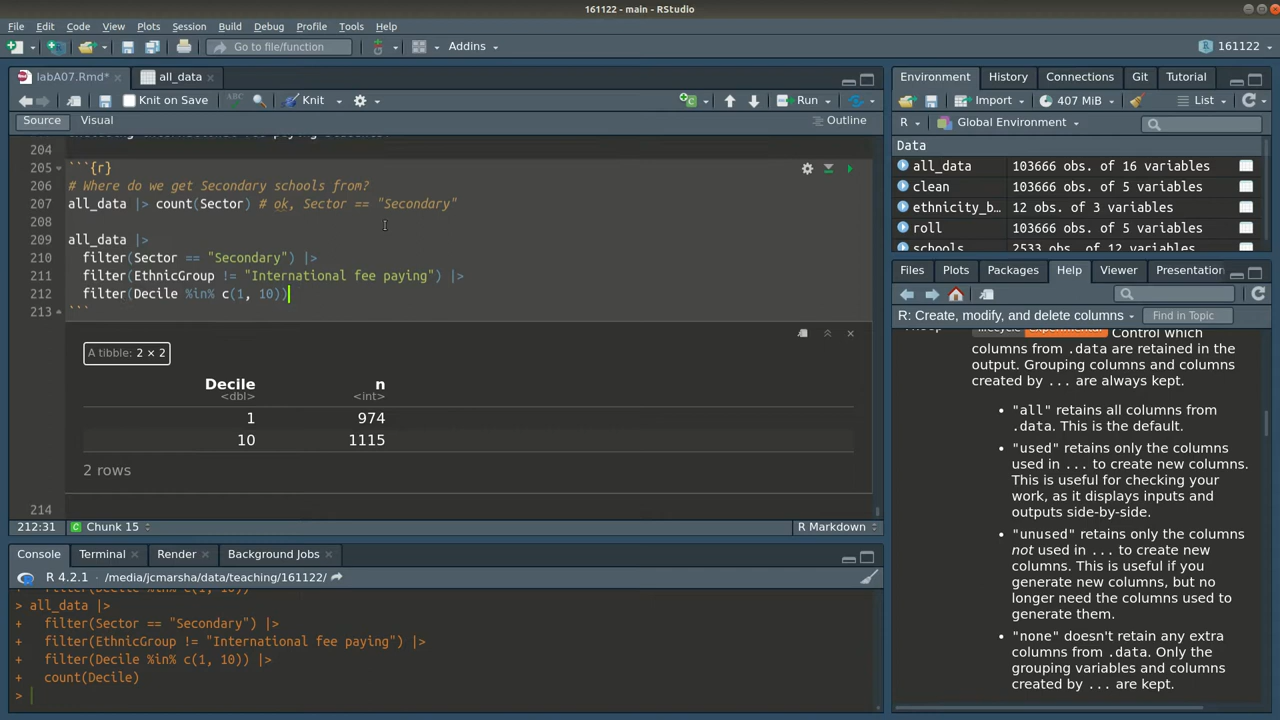 161122 - main - RStudio
File Edit Code View Plots Session Build Debug Profile Tools Help
Go to file/function Addins 161122
labA07.Rmd* all_data
Knit on Save Knit Run
Source Visual Outline
204
205 ```{r}
206 # Where do we get Secondary schools from?
207 all_data |> count(Sector) # ok, Sector == "Secondary"
208
209 all_data |>
210 filter(Sector == "Secondary") |>
211 filter(EthnicGroup != "International fee paying") |>
212 filter(Decile %in% c(1, 10))
213 ```
A tibble: 2 × 2
Decile n
<dbl> <int>
1 974
10 1115
2 rows
214
212:31 Chunk 15 R Markdown
Console Terminal Render Background Jobs
R 4.2.1 · /media/jcmarsha/data/teaching/161122/
+ filter(Decile %in% c(1, 10))
> all_data |>
+ filter(Sector == "Secondary") |>
+ filter(EthnicGroup != "International fee paying") |>
+ filter(Decile %in% c(1, 10)) |>
+ count(Decile)
>
Environment History Connections Git Tutorial
Import 407 MiB List
R Global Environment
Data
all_data 103666 obs. of 16 variables
clean 103666 obs. of 5 variables
ethnicity_b… 12 obs. of 3 variables
roll 103666 obs. of 5 variables
schools 2533 obs. of 12 variables
Files Plots Packages Help Viewer Presentation
R: Create, modify, and delete columns Find in Topic
lifecycle experimental Control which
columns from .data are retained in the
output. Grouping columns and columns
created by ... are always kept.
• "all" retains all columns from
.data. This is the default.
• "used" retains only the columns
used in ... to create new columns.
This is useful for checking your
work, as it displays inputs and
outputs side-by-side.
• "unused" retains only the columns
not used in ... to create new
columns. This is useful if you
generate new columns, but no
longer need the columns used to
generate them.
• "none" doesn't retain any extra
columns from .data. Only the
grouping variables and columns
created by ... are kept.